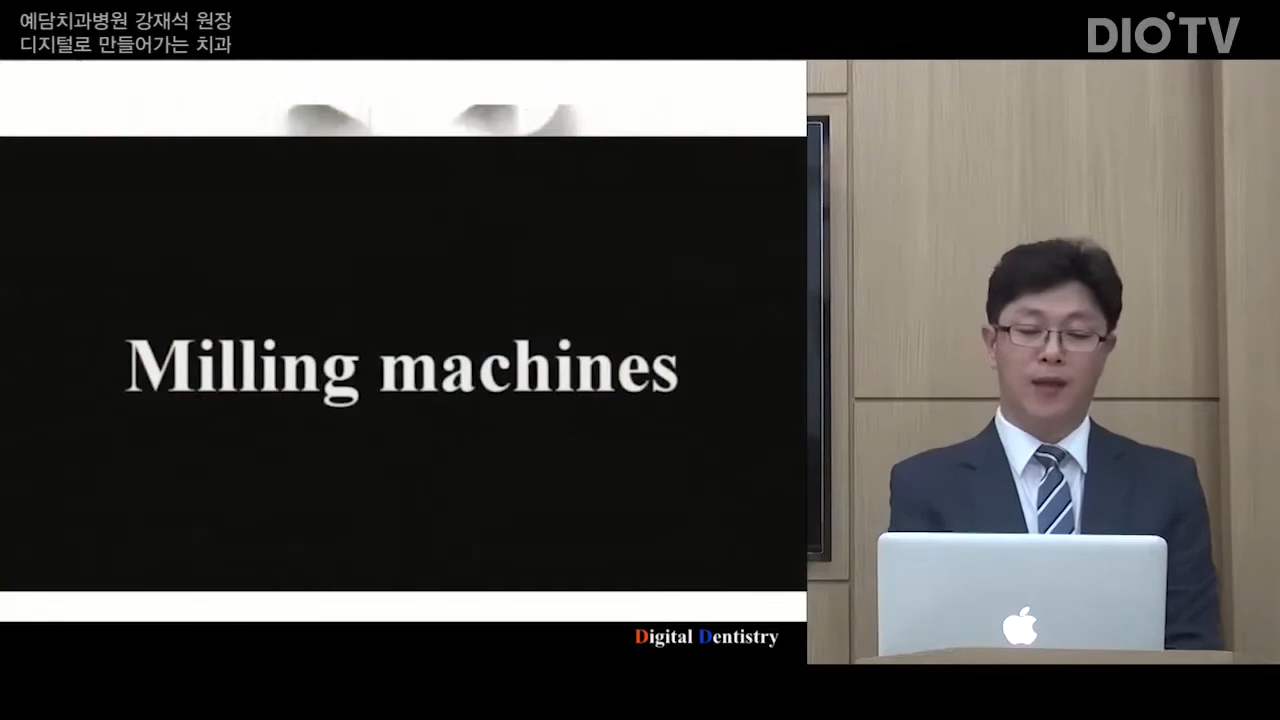 예담치과병원 강재석 원장
디지털로 만들어가는 치과
DIO TV
Milling machines
Digital Dentistry